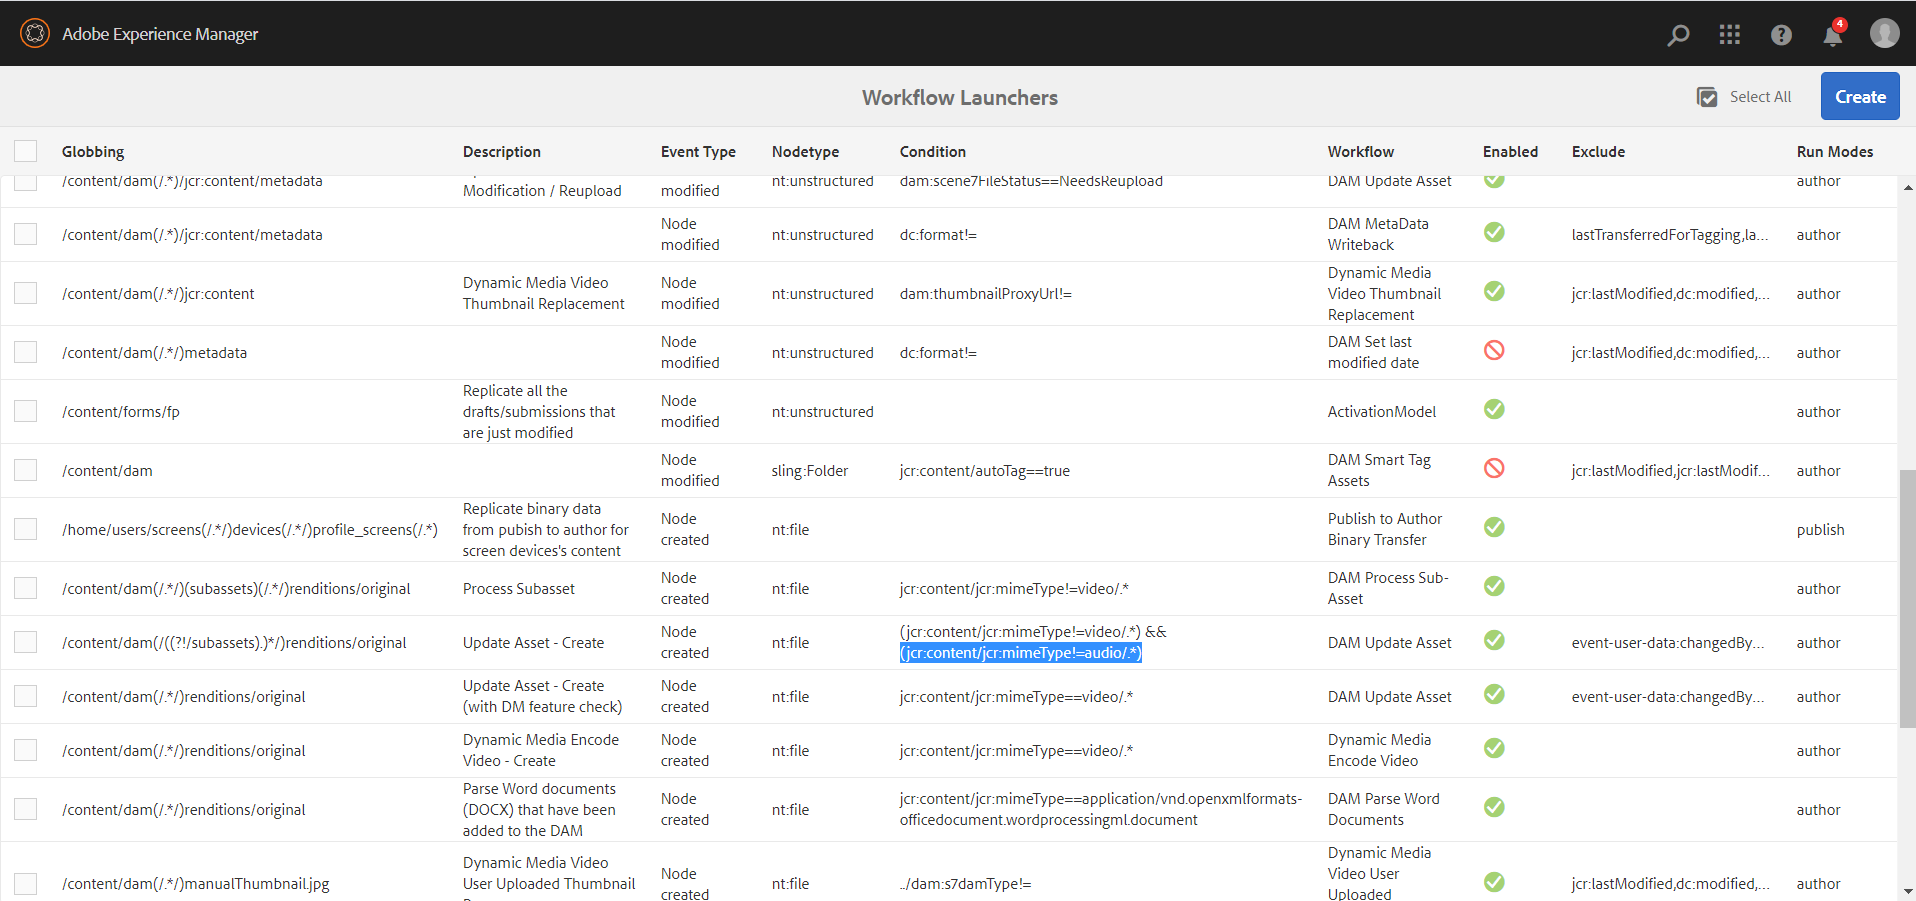 Adobe Experience Manager
4
Workflow Launchers
Select All
Create
Globbing Description Event Type Nodetype Condition Workflow Enabled Exclude Run Modes
/content/dam(/.*)/jcr:content/metadata Modification / Reupload modified nt:unstructured dam:scene7FileStatus==NeedsReupload DAM Update Asset author
/content/dam(/.*)/jcr:content/metadata Node modified nt:unstructured dc:format!= DAM MetaData Writeback lastTransferredForTagging,la... author
/content/dam(/.*/)jcr:content Dynamic Media Video Thumbnail Replacement Node modified nt:unstructured dam:thumbnailProxyUrl!= Dynamic Media Video Thumbnail Replacement jcr:lastModified,dc:modified,... author
/content/dam(/.*/)metadata Node modified nt:unstructured dc:format!= DAM Set last modified date jcr:lastModified,dc:modified,... author
/content/forms/fp Replicate all the drafts/submissions that are just modified Node modified nt:unstructured ActivationModel author
/content/dam Node modified sling:Folder jcr:content/autoTag==true DAM Smart Tag Assets jcr:lastModified,jcr:lastModif... author
/home/users/screens(/.*/)devices(/.*/)profile_screens(/.*) Replicate binary data from pubish to author for screen devices's content Node created nt:file Publish to Author Binary Transfer publish
/content/dam(/.*/)(subassets)(/.*/)renditions/original Process Subasset Node created nt:file jcr:content/jcr:mimeType!=video/.* DAM Process Sub-Asset author
/content/dam(/((?!/subassets).)*/)renditions/original Update Asset - Create Node created nt:file (jcr:content/jcr:mimeType!=video/.*) && (jcr:content/jcr:mimeType!=audio/.*) DAM Update Asset event-user-data:changedBy... author
/content/dam(/.*/)renditions/original Update Asset - Create (with DM feature check) Node created nt:file jcr:content/jcr:mimeType==video/.* DAM Update Asset event-user-data:changedBy... author
/content/dam(/.*/)renditions/original Dynamic Media Encode Video - Create Node created nt:file jcr:content/jcr:mimeType==video/.* Dynamic Media Encode Video author
/content/dam(/.*/)renditions/original Parse Word documents (DOCX) that have been added to the DAM Node created nt:file jcr:content/jcr:mimeType==application/vnd.openxmlformats-officedocument.wordprocessingml.document DAM Parse Word Documents author
/content/dam(/.*/)manualThumbnail.jpg Dynamic Media Video User Uploaded Thumbnail Node created nt:file ../dam:s7damType!= Dynamic Media Video User Uploaded jcr:lastModified,dc:modified,... author